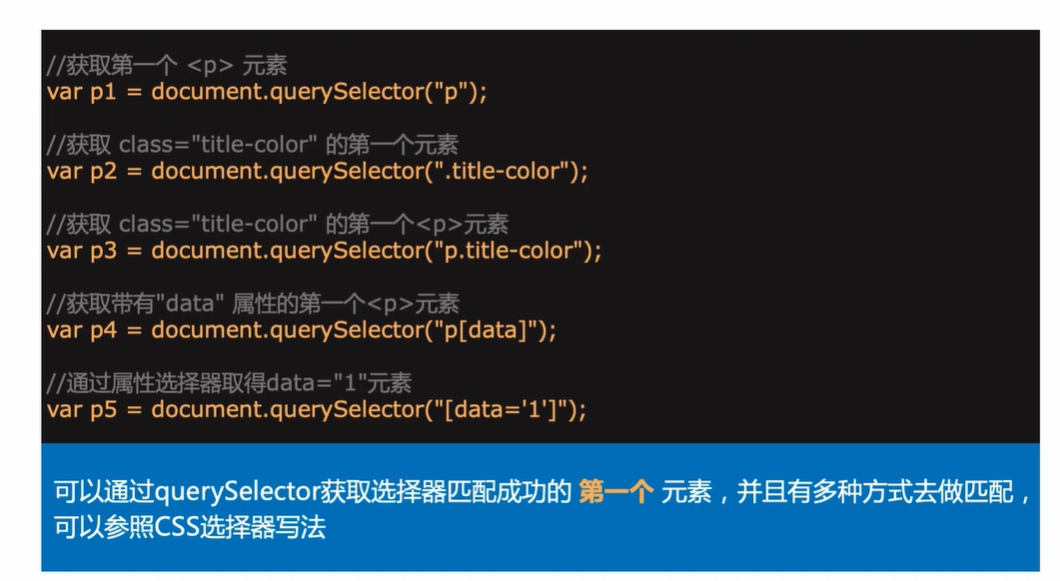 //获取第一个 <p> 元素
var p1 = document.querySelector("p");
//获取 class="title-color" 的第一个元素
var p2 = document.querySelector(".title-color");
//获取 class="title-color" 的第一个<p>元素
var p3 = document.querySelector("p.title-color");
//获取带有"data" 属性的第一个<p>元素
var p4 = document.querySelector("p[data]");
//通过属性选择器取得data="1"元素
var p5 = document.querySelector("[data='1']");
可以通过querySelector获取选择器匹配成功的 第一个 元素，并且有多种方式去做匹配，
可以参照CSS选择器写法